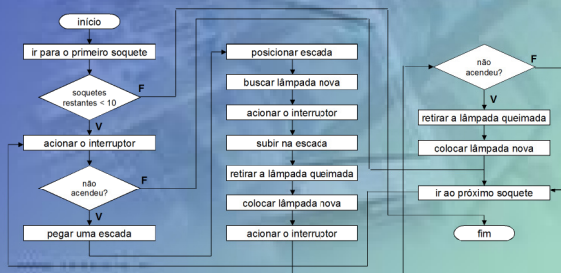 início
ir para o primeiro soquete
soquetes
restantes < 10
F
V
acionar o interruptor
não
acendeu?
F
V
pegar uma escada
posicionar escada
buscar lâmpada nova
acionar o interruptor
subir na escaca
retirar a lâmpada queimada
colocar lâmpada nova
acionar o interruptor
não
acendeu?
F
V
retirar a lâmpada queimada
colocar lâmpada nova
ir ao próximo soquete
fim